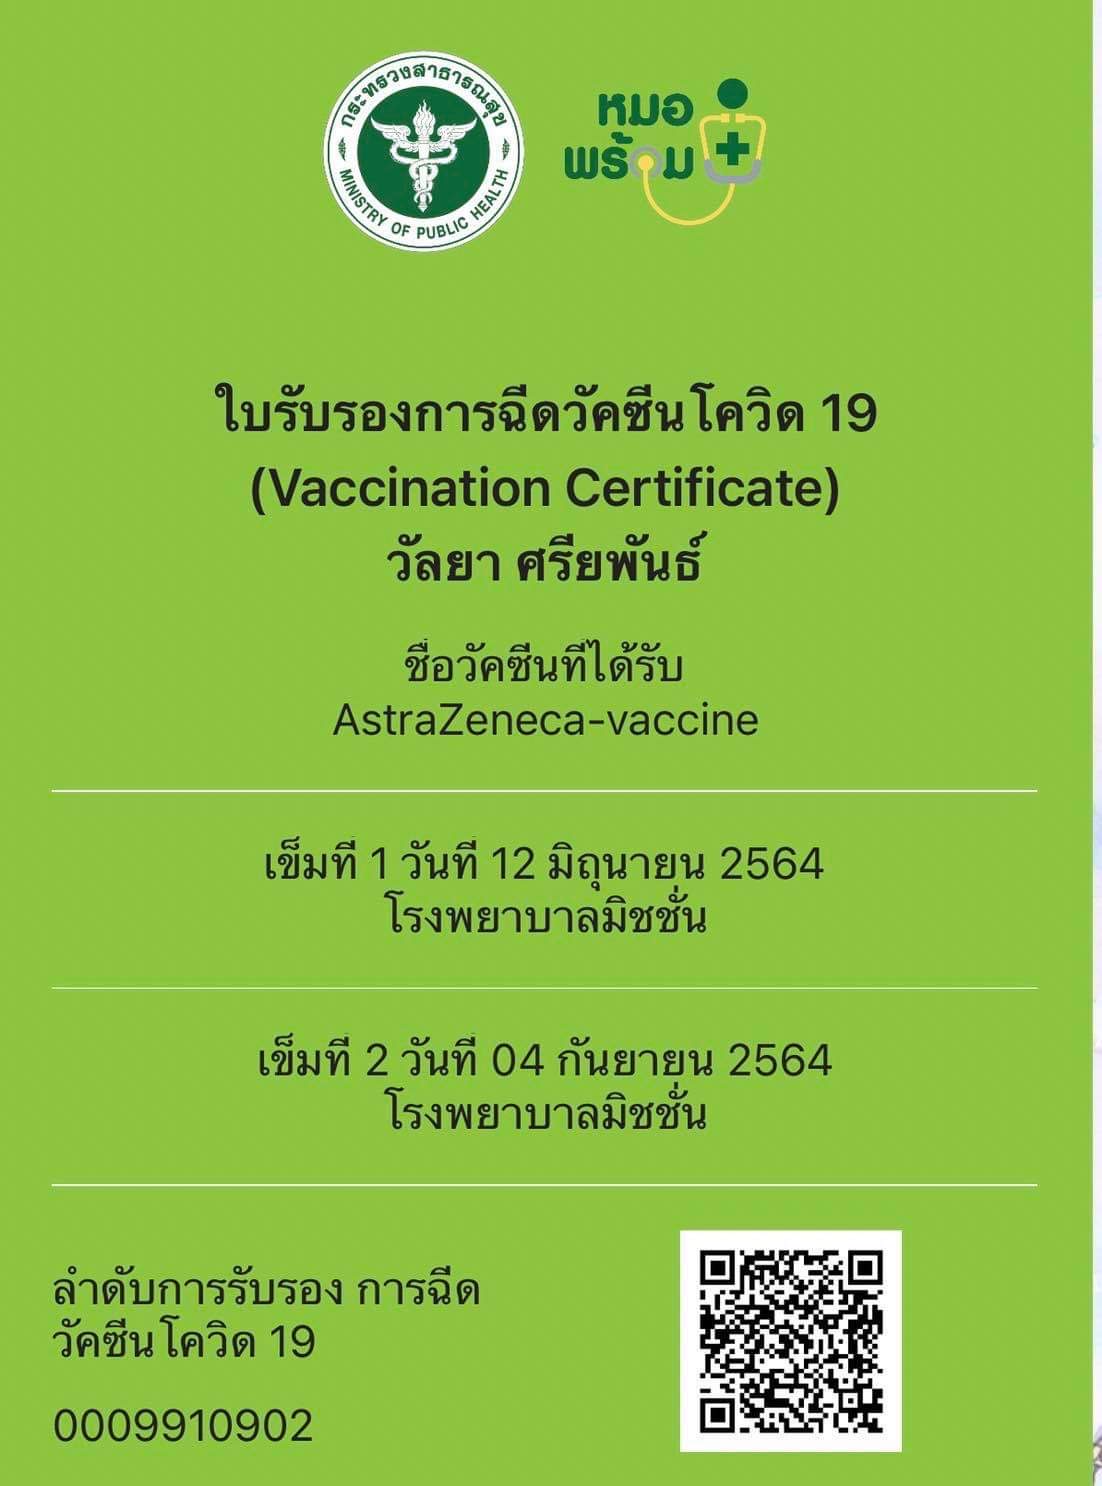 กระทรวงสาธารณสุข
MINISTRY OF PUBLIC HEALTH
หมอ
พร้อม
ใบรับรองการฉีดวัคซีนโควิด 19
(Vaccination Certificate)
วัลยา ศรียพันธ์
ชื่อวัคซีนที่ได้รับ
AstraZeneca-vaccine
เข็มที่ 1 วันที่ 12 มิถุนายน 2564
โรงพยาบาลมิชชั่น
เข็มที่ 2 วันที่ 04 กันยายน 2564
โรงพยาบาลมิชชั่น
ลำดับการรับรอง การฉีด
วัคซีนโควิด 19
0009910902